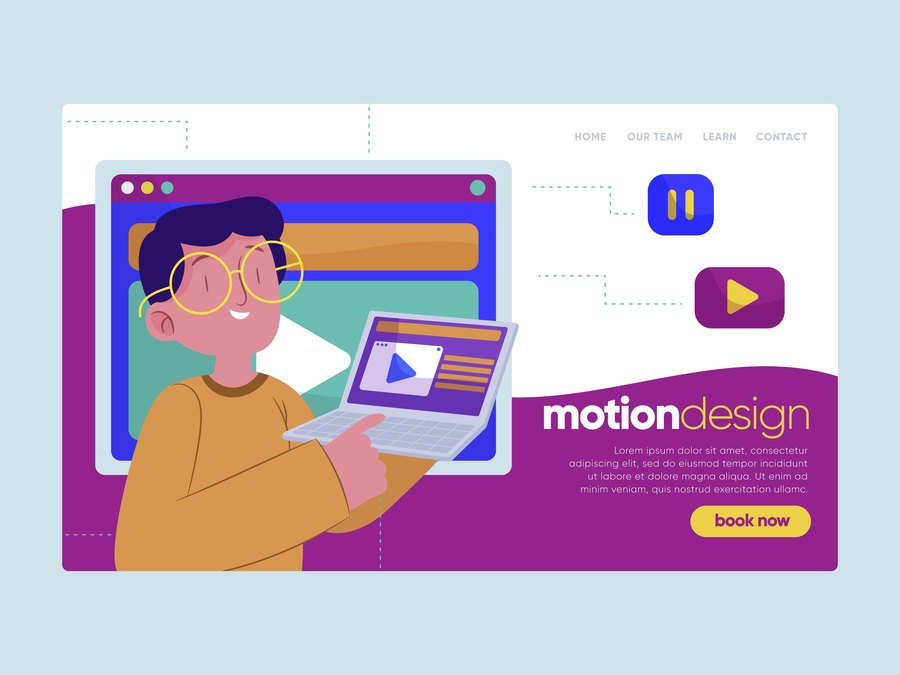 HOME OUR TEAM LEARN CONTACT
motiondesign
Lorem ipsum dolor sit amet, consectetur
adipiscing elit, sed do eiusmod tempor incididunt
ut labore et dolore magna aliqua. Ut enim ad
minim veniam, quis nostrud exercitation ullamc.
book now